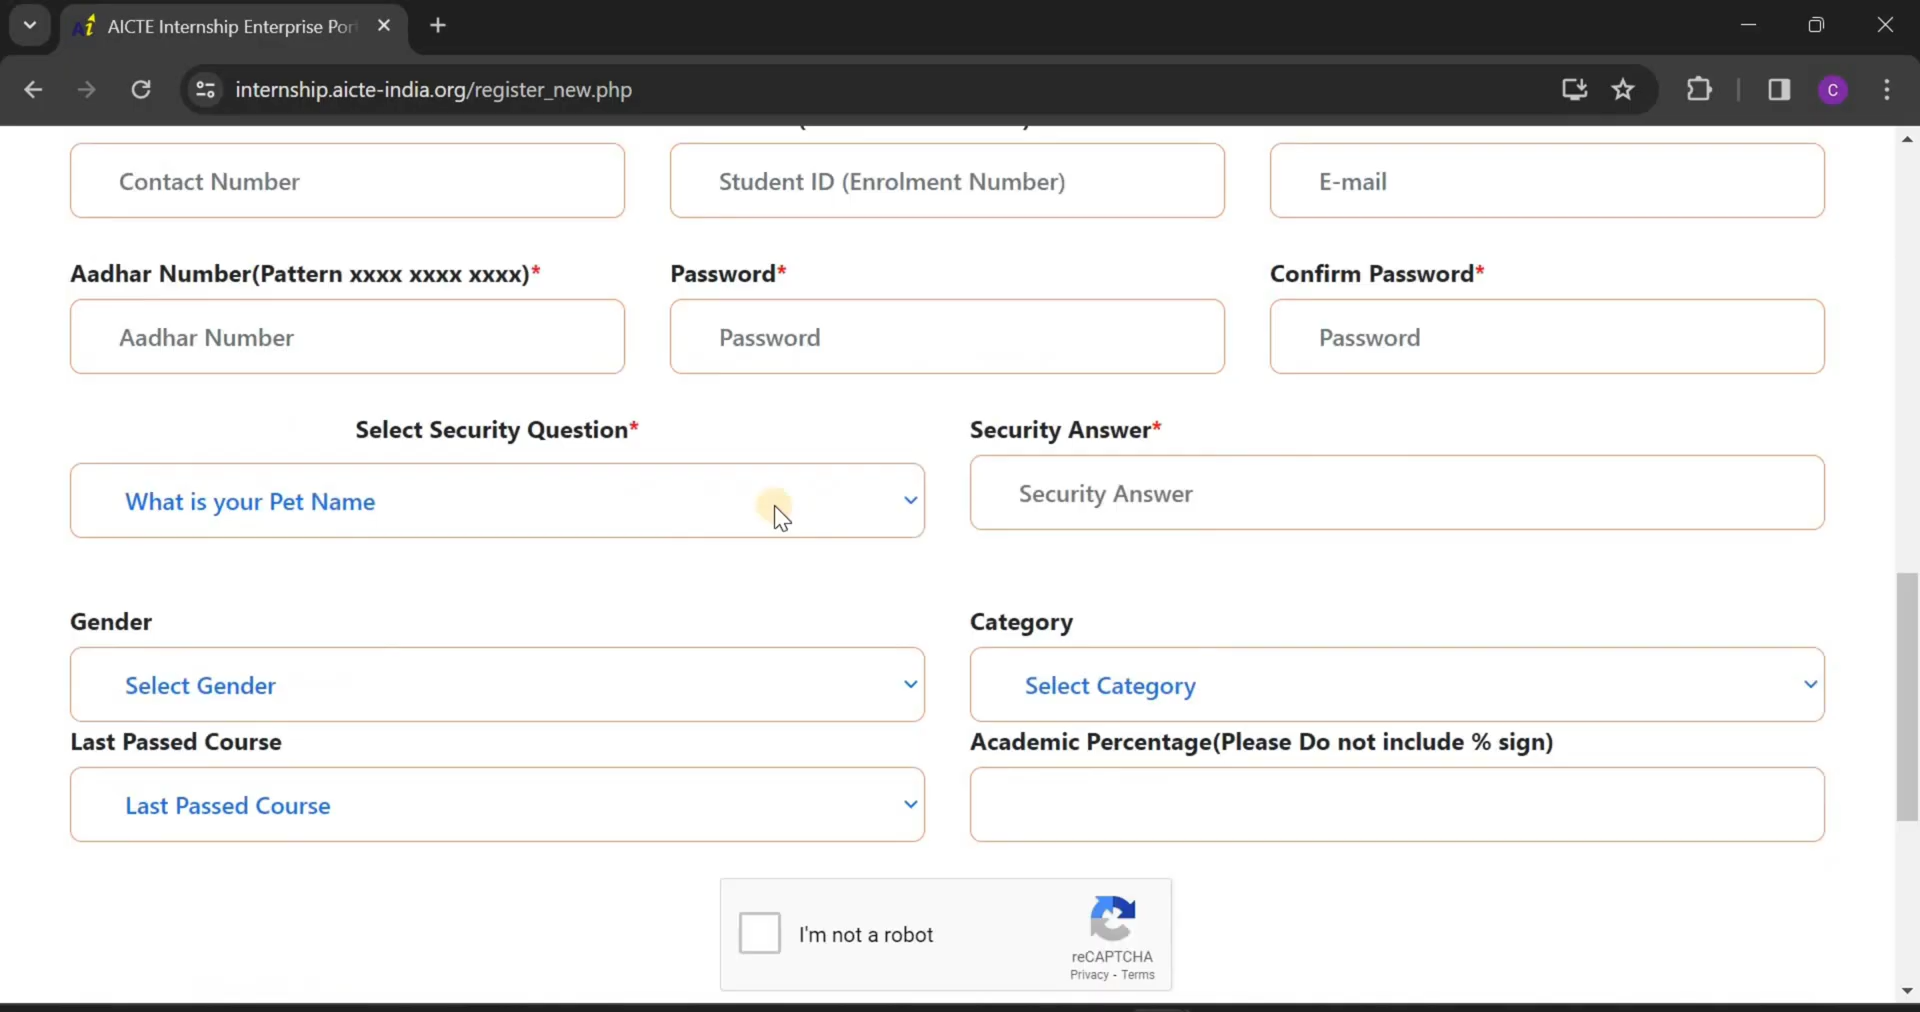 AICTE Internship Enterprise Por
internship.aicte-india.org/register_new.php
C
Contact Number
Student ID (Enrolment Number)
E-mail
Aadhar Number(Pattern xxxx xxxx xxxx)*
Password*
Confirm Password*
Aadhar Number
Password
Password
Select Security Question*
Security Answer*
What is your Pet Name
Security Answer
Gender
Category
Select Gender
Select Category
Last Passed Course
Academic Percentage(Please Do not include % sign)
Last Passed Course
I'm not a robot
reCAPTCHA
Privacy - Terms